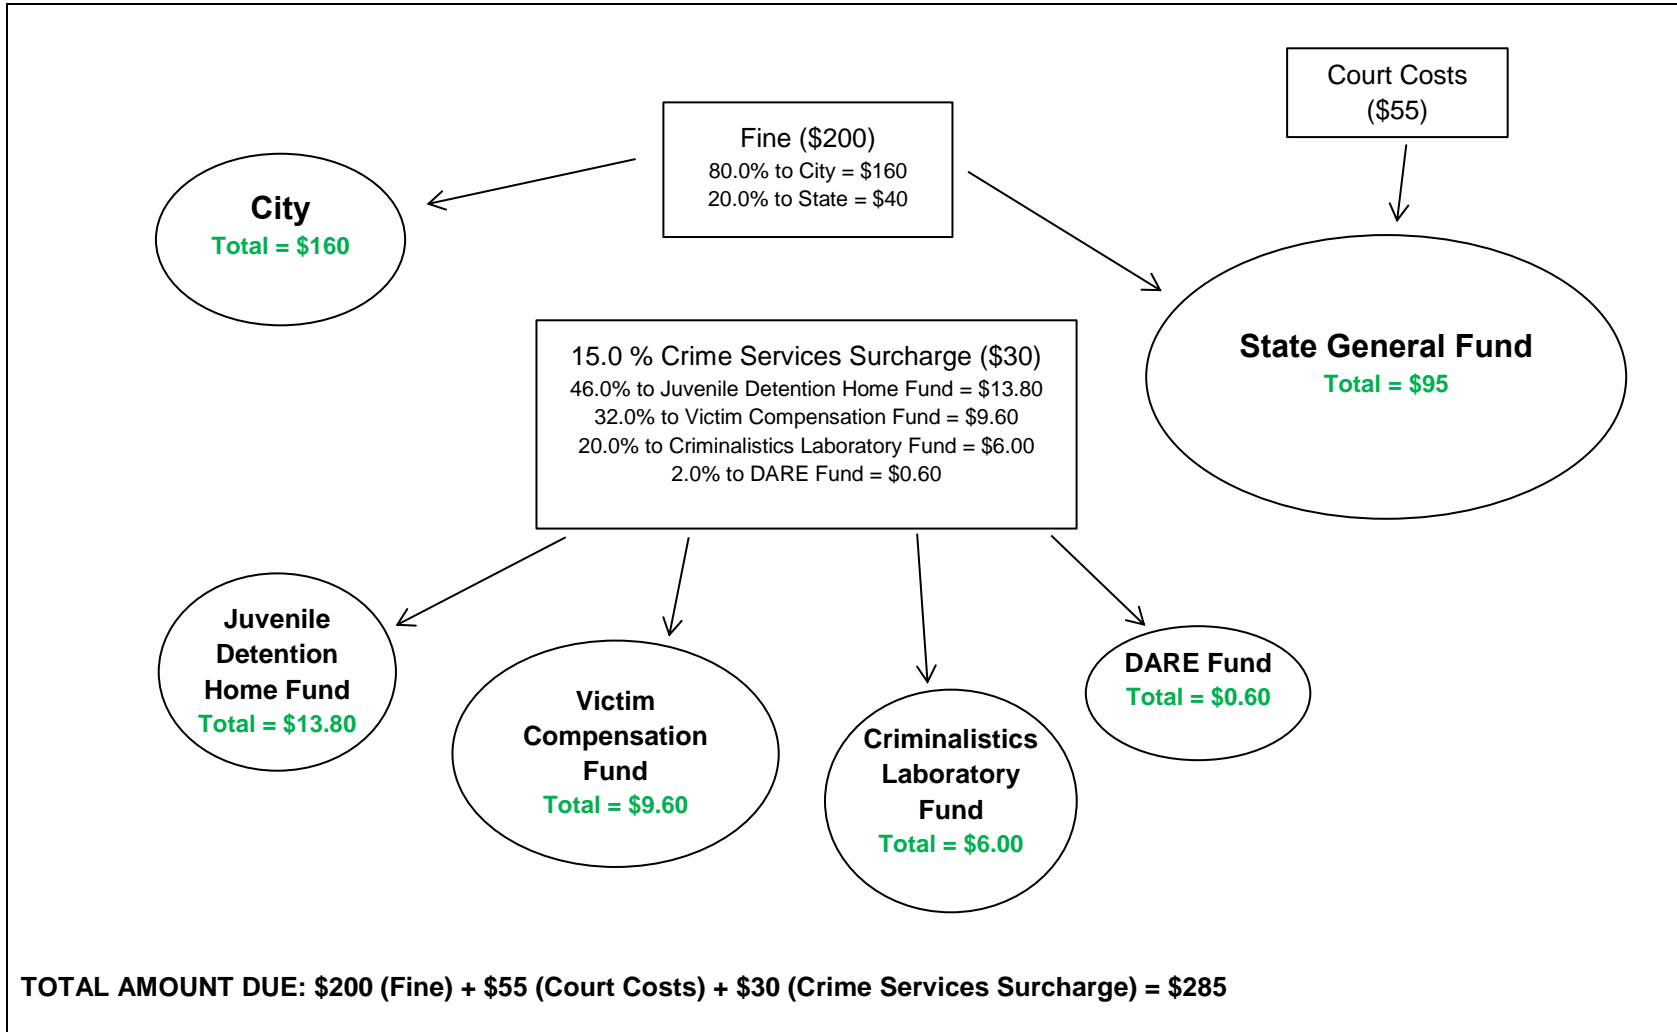 Court Costs
($55)
Fine ($200)
80.0% to City = $160
20.0% to State = $40
City
Total = $160
State General Fund
Total = $95
15.0 % Crime Services Surcharge ($30)
46.0% to Juvenile Detention Home Fund = $13.80
32.0% to Victim Compensation Fund = $9.60
20.0% to Criminalistics Laboratory Fund = $6.00
2.0% to DARE Fund = $0.60
Juvenile
Detention
Home Fund
Total = $13.80
Victim
Compensation
Fund
Total = $9.60
Criminalistics
Laboratory
Fund
Total = $6.00
DARE Fund
Total = $0.60
TOTAL AMOUNT DUE: $200 (Fine) + $55 (Court Costs) + $30 (Crime Services Surcharge) = $285